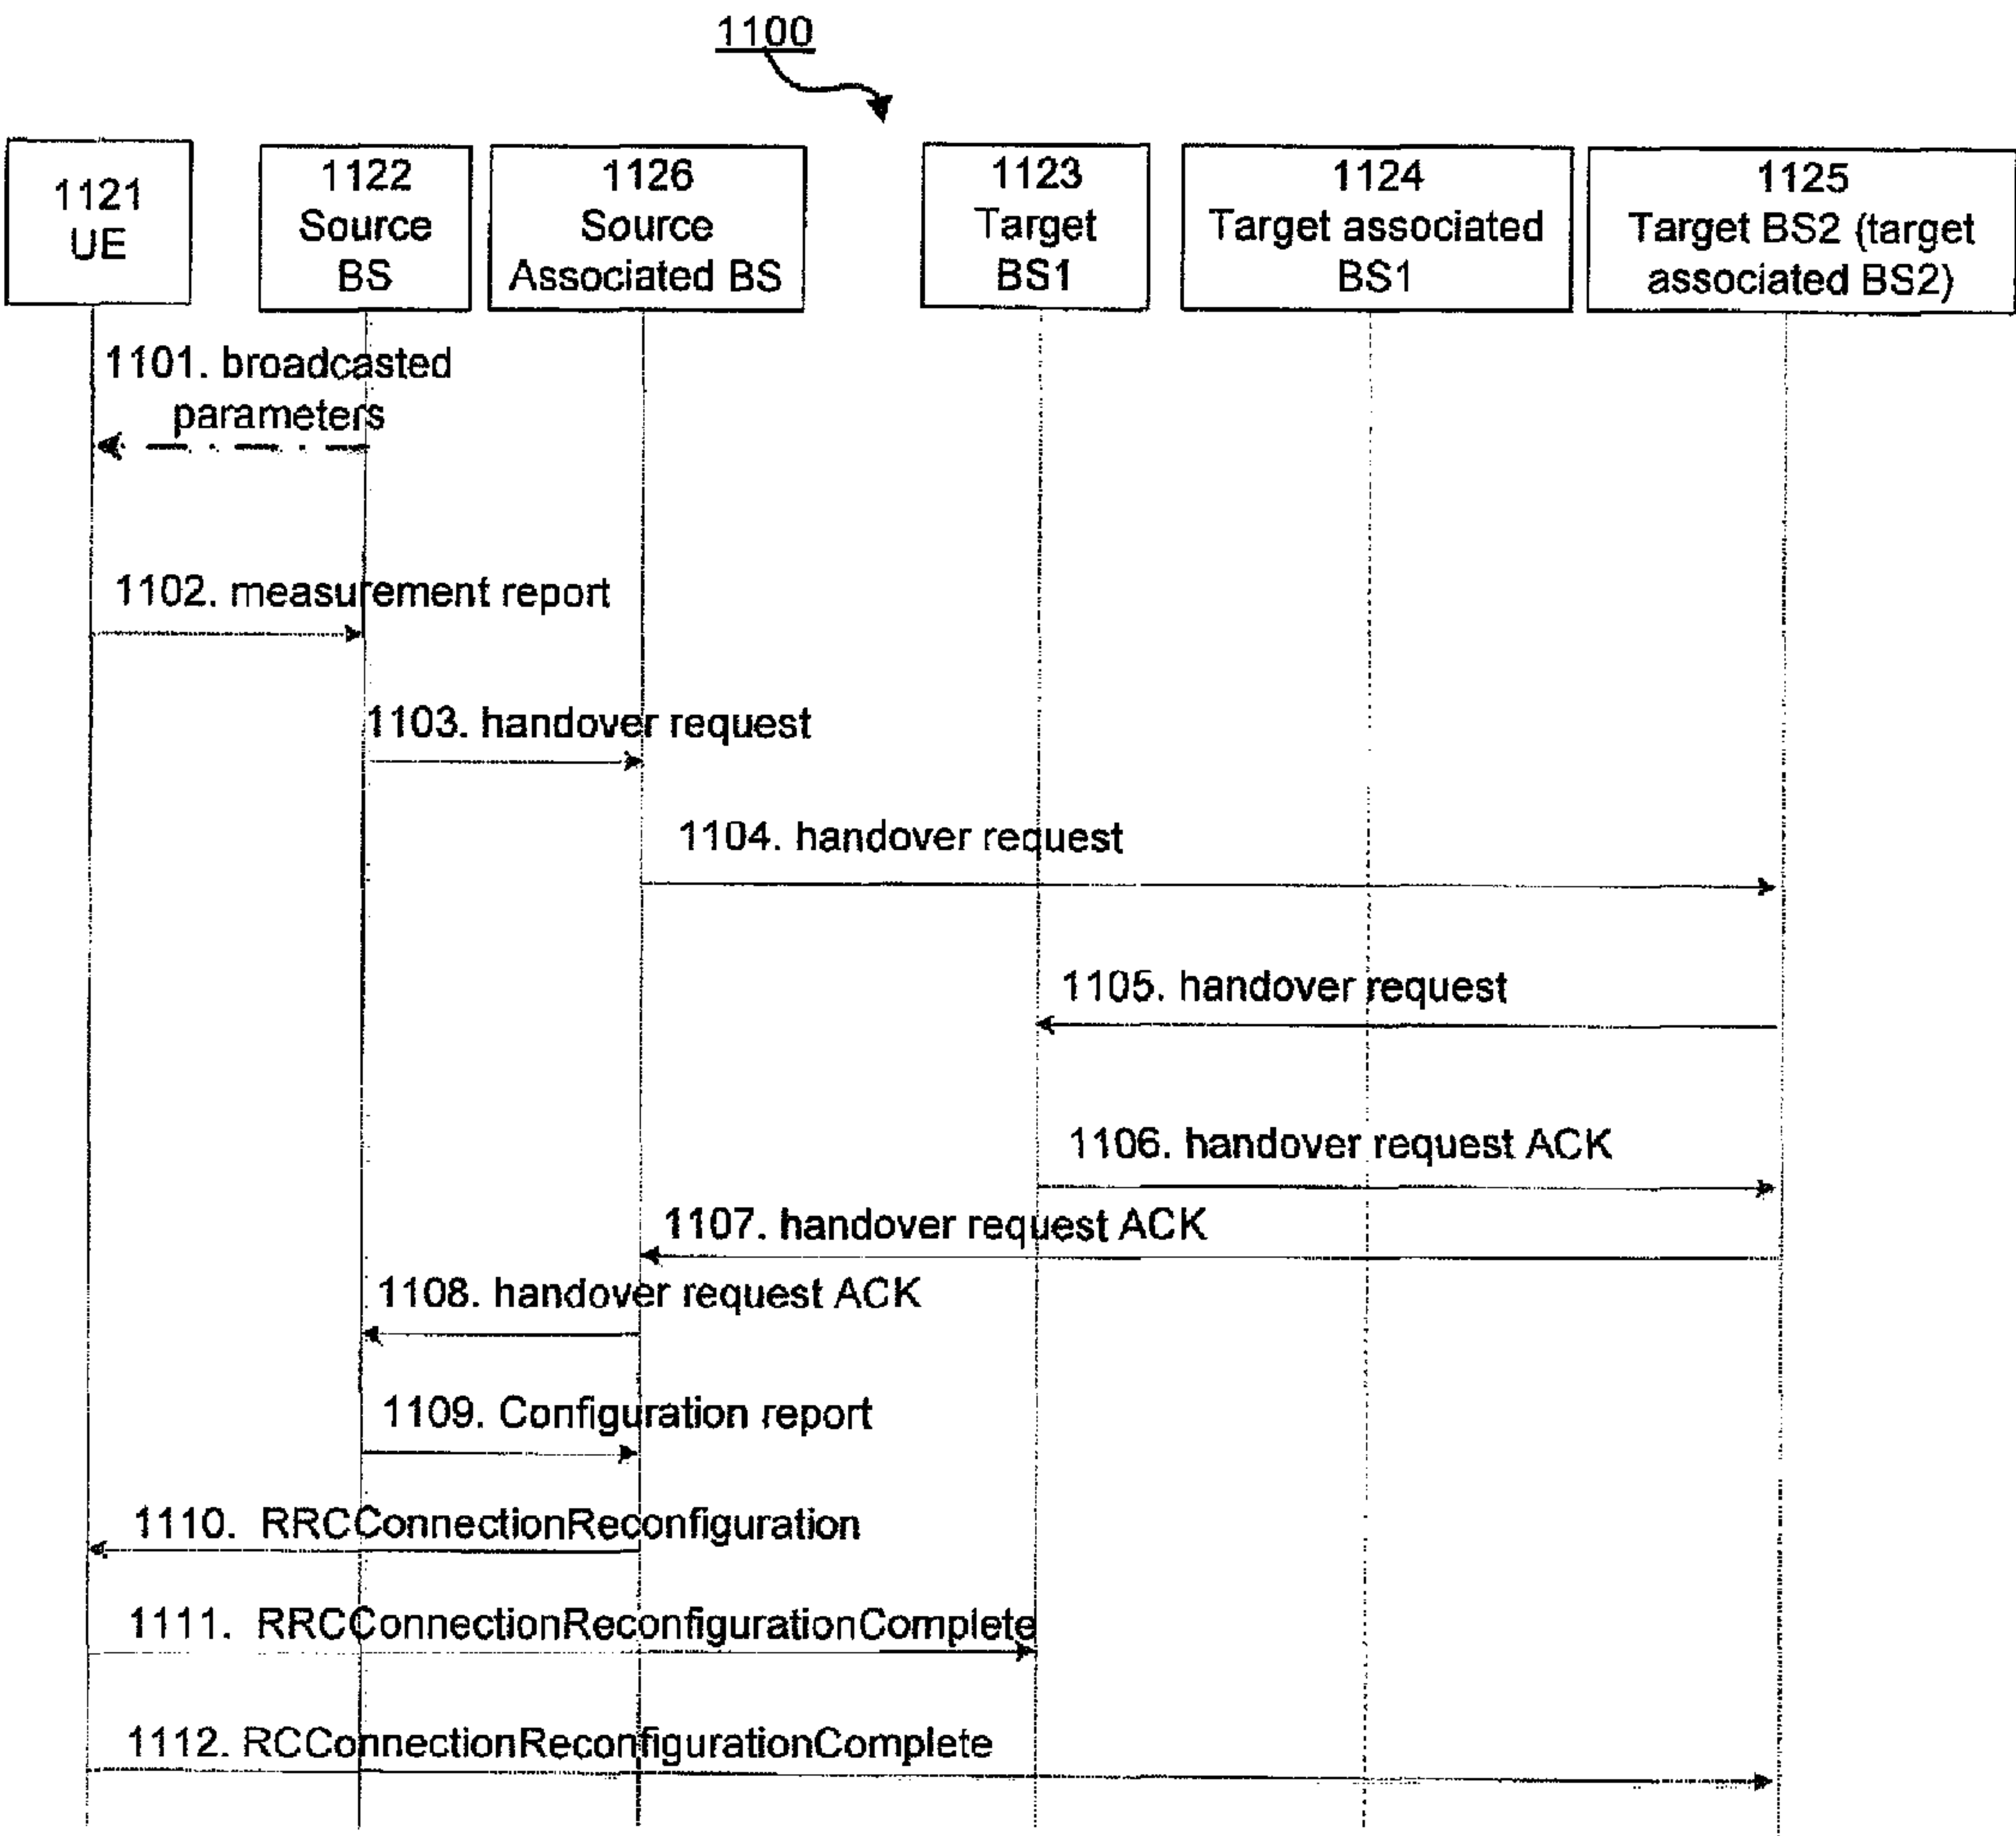 1100
1121
UE
1122
Source
BS
1126
Source
Associated BS
1123
Target
BS1
1124
Target associated
BS1
1125
Target BS2 (target
associated BS2)
1101. broadcasted
parameters
1102. measurement report
1103. handover request
1104. handover request
1105. handover request
1106. handover request ACK
1107. handover request ACK
1108. handover request ACK
1109. Configuration report
1110. RRCConnectionReconfiguration
1111. RRCConnectionReconfigurationComplete
1112. RCConnectionReconfigurationComplete